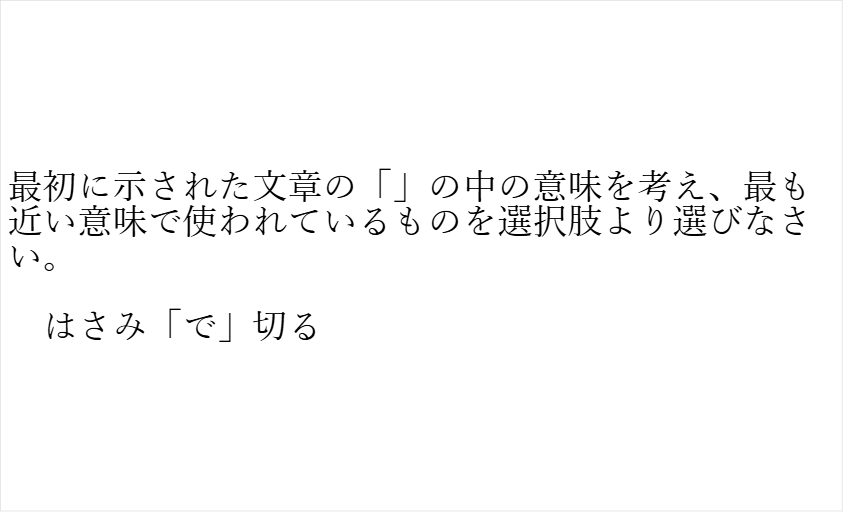 最初に示された文章の「」の中の意味を考え、最も
近い意味で使われているものを選択肢より選びなさ
い。
はさみ「で」切る